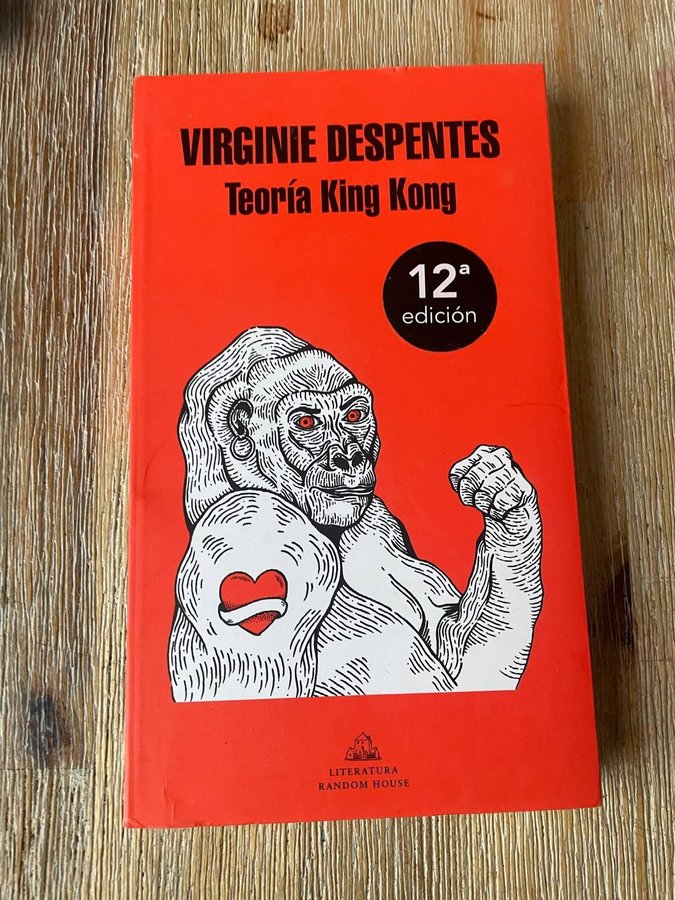 VIRGINIE DESPENTES
Teoría King Kong
12ª
edición
LITERATURA
RANDOM HOUSE